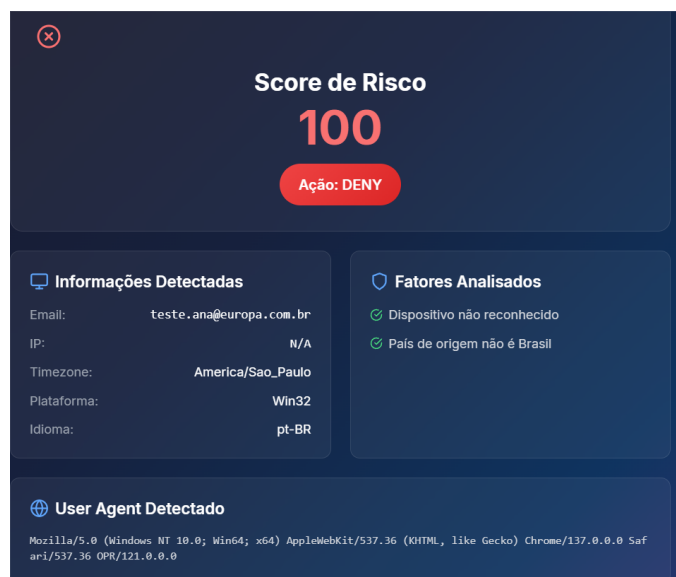 Score de Risco
100
Ação: DENY
Informações Detectadas
Email: teste.ana@europa.com.br
IP: N/A
Timezone: America/Sao_Paulo
Plataforma: Win32
Idioma: pt-BR
Fatores Analisados
Dispositivo não reconhecido
País de origem não é Brasil
User Agent Detectado
Mozilla/5.0 (Windows NT 10.0; Win64; x64) AppleWebKit/537.36 (KHTML, like Gecko) Chrome/137.0.0.0 Saf
ari/537.36 OPR/121.0.0.0